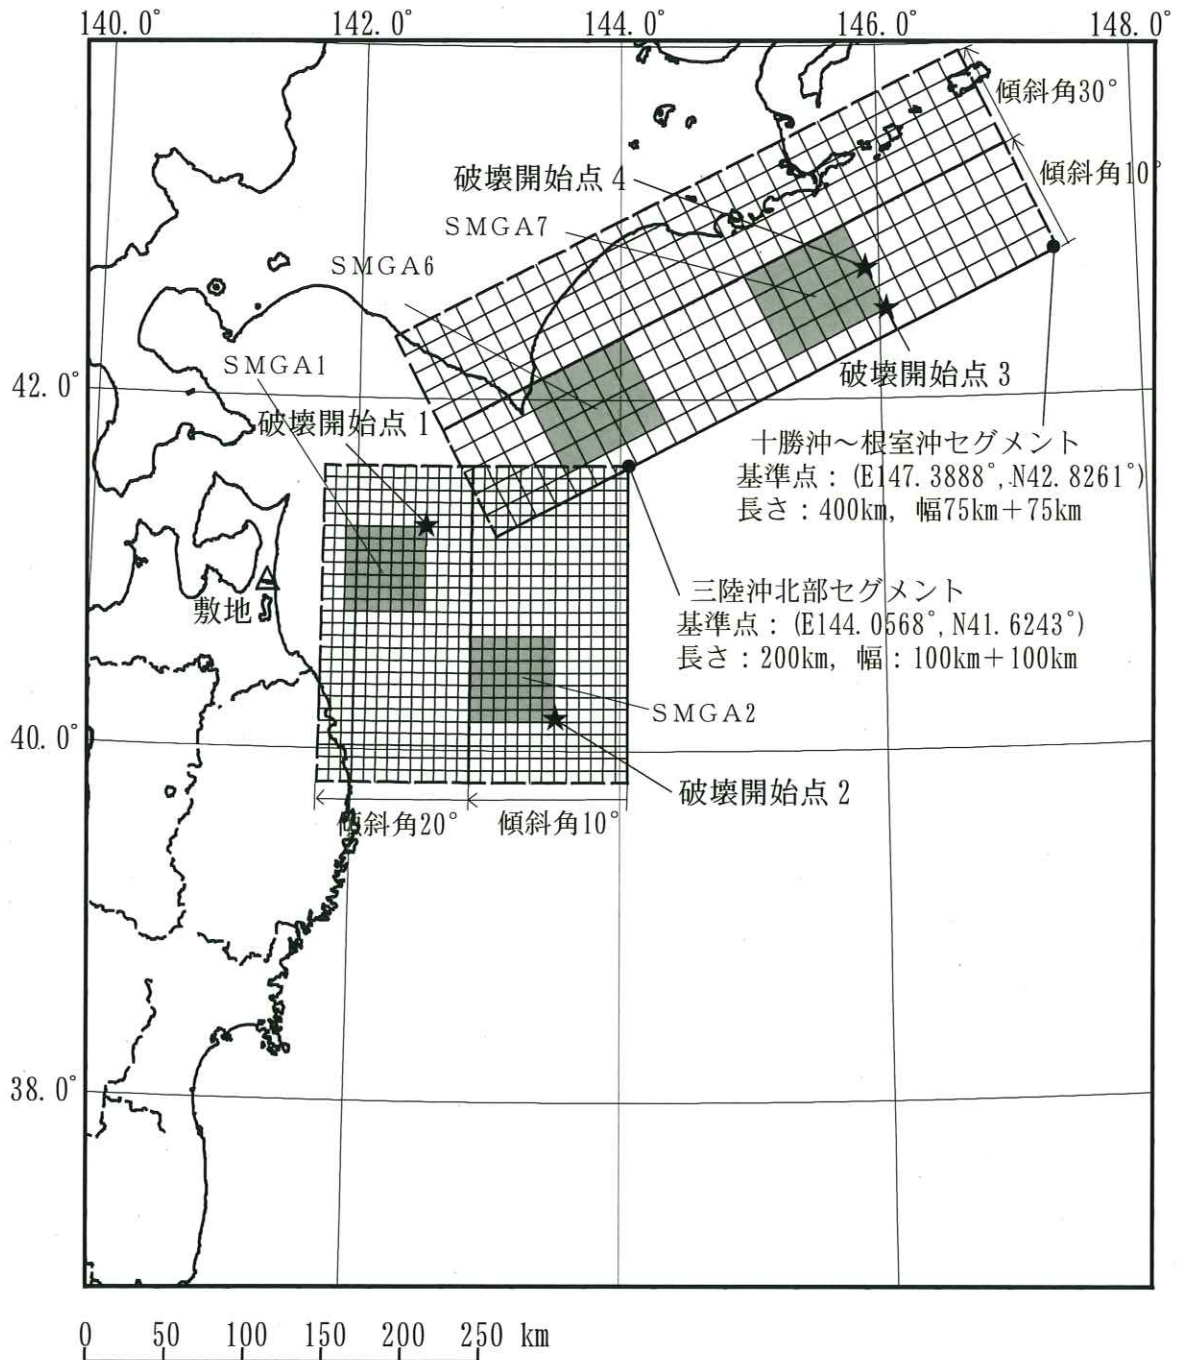 140.0° 142.0° 144.0° 146.0° 148.0°
傾斜角30°
破壊開始点4
傾斜角10°
SMGA7
SMGA6
SMGA1
42.0°
破壊開始点3
破壊開始点1
十勝沖～根室沖セグメント
基準点：(E147.3888°,N42.8261°)
長さ：400km, 幅75km＋75km
三陸沖北部セグメント
敷地
基準点：(E144.0568°,N41.6243°)
長さ：200km, 幅：100km＋100km
SMGA2
40.0°
破壊開始点2
傾斜角20° 傾斜角10°
38.0°
0 50 100 150 200 250 km